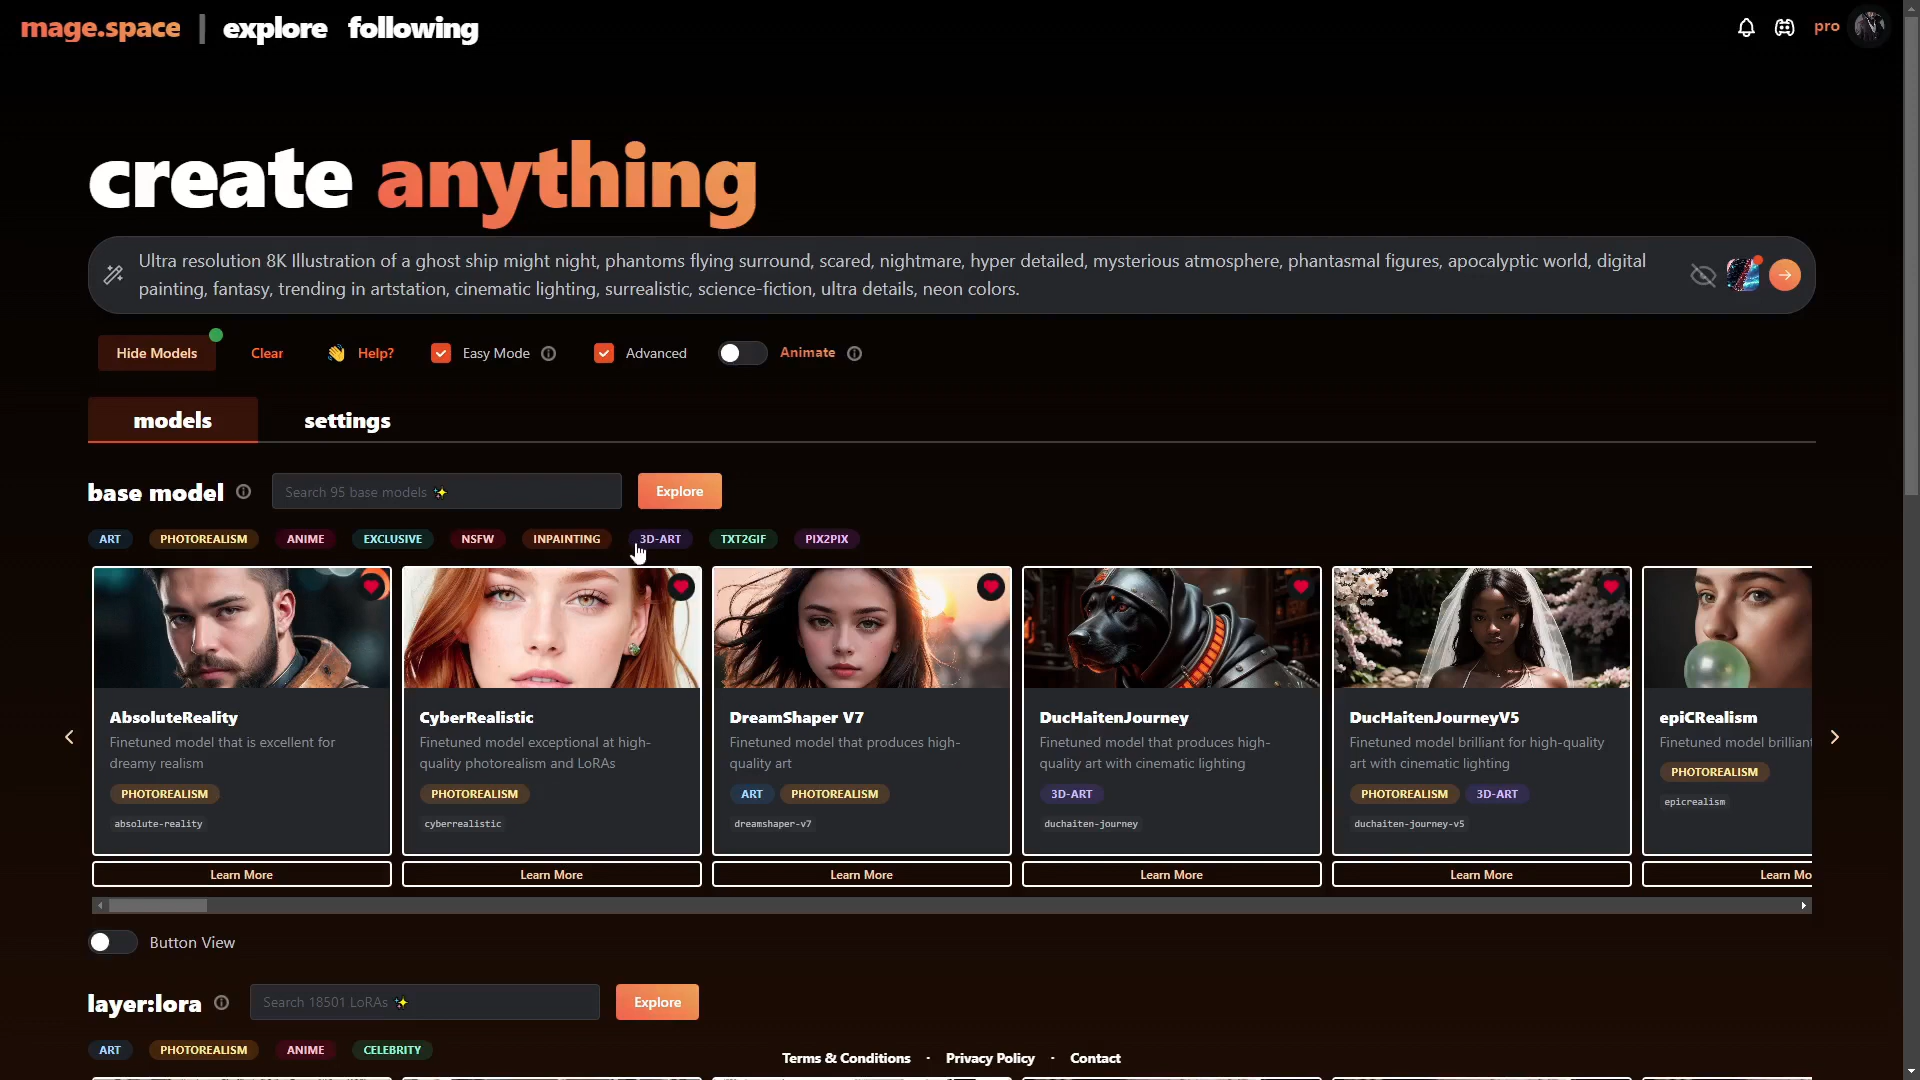 mage.space | explore following
pro
create anything
Ultra resolution 8K Illustration of a ghost ship might night, phantoms flying surround, scared, nightmare, hyper detailed, mysterious atmosphere, phantasmal figures, apocalyptic world, digital
painting, fantasy, trending in artstation, cinematic lighting, surrealistic, science-fiction, ultra details, neon colors.
Hide Models Clear 👋 Help? Easy Mode Advanced Animate
models settings
base model Search 95 base models ✨ Explore
ART PHOTOREALISM ANIME EXCLUSIVE NSFW INPAINTING 3D-ART TXT2GIF PIX2PIX
AbsoluteReality
Finetuned model that is excellent for
dreamy realism
PHOTOREALISM
absolute-reality
Learn More
CyberRealistic
Finetuned model exceptional at high-
quality photorealism and LoRAs
PHOTOREALISM
cyberrealistic
Learn More
DreamShaper V7
Finetuned model that produces high-
quality art
ART PHOTOREALISM
dreamshaper-v7
Learn More
DucHaitenJourney
Finetuned model that produces high-
quality art with cinematic lighting
3D-ART
duchaiten-journey
Learn More
DucHaitenJourneyV5
Finetuned model brilliant for high-quality
art with cinematic lighting
PHOTOREALISM 3D-ART
duchaiten-journey-v5
Learn More
epiCRealism
Finetuned model brilliant
PHOTOREALISM
epicrealism
Learn Mo
Button View
layer:lora Search 18501 LoRAs ✨ Explore
ART PHOTOREALISM ANIME CELEBRITY
Terms & Conditions · Privacy Policy · Contact